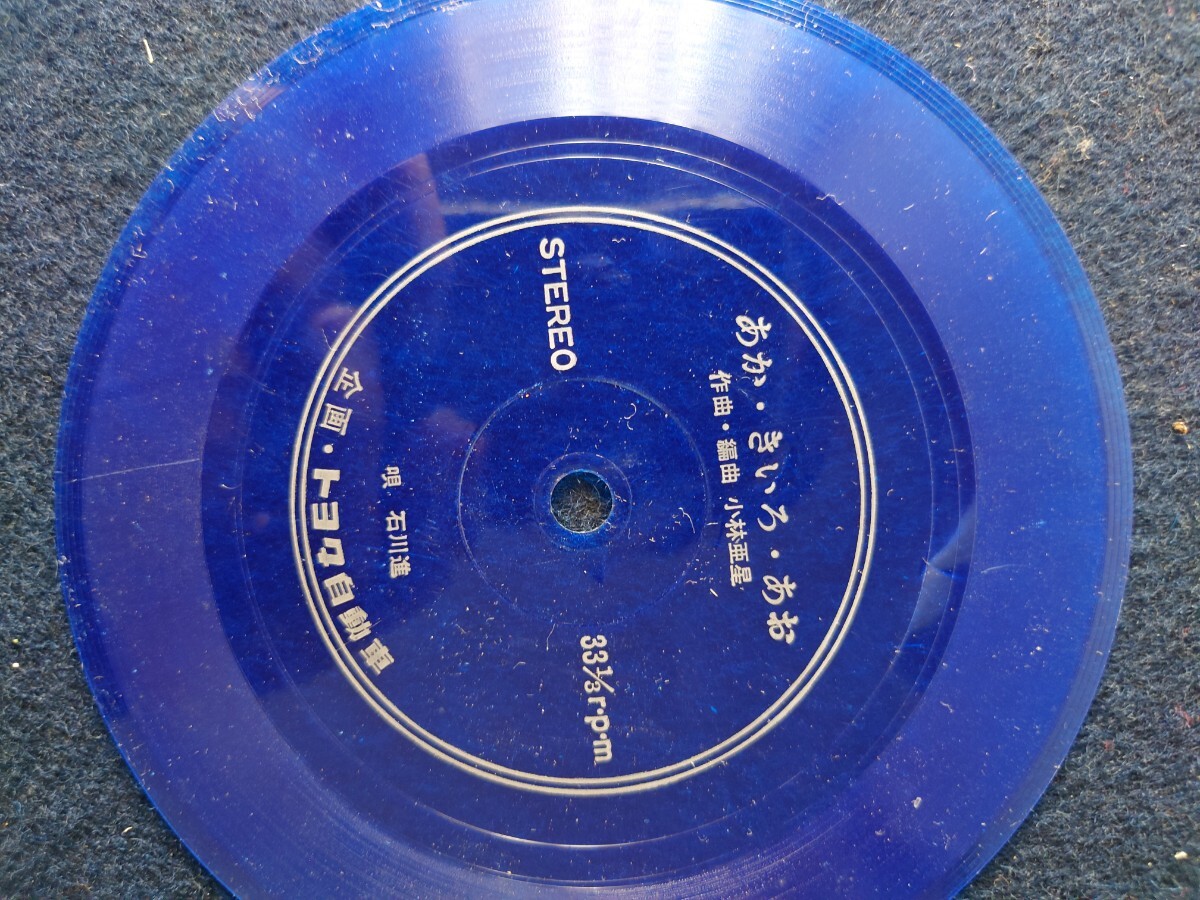 あか・きいろ・あお
作曲・編曲 小林亜星
STEREO
33⅓r·p·m
唄 石川進
企画・トヨタ自動車